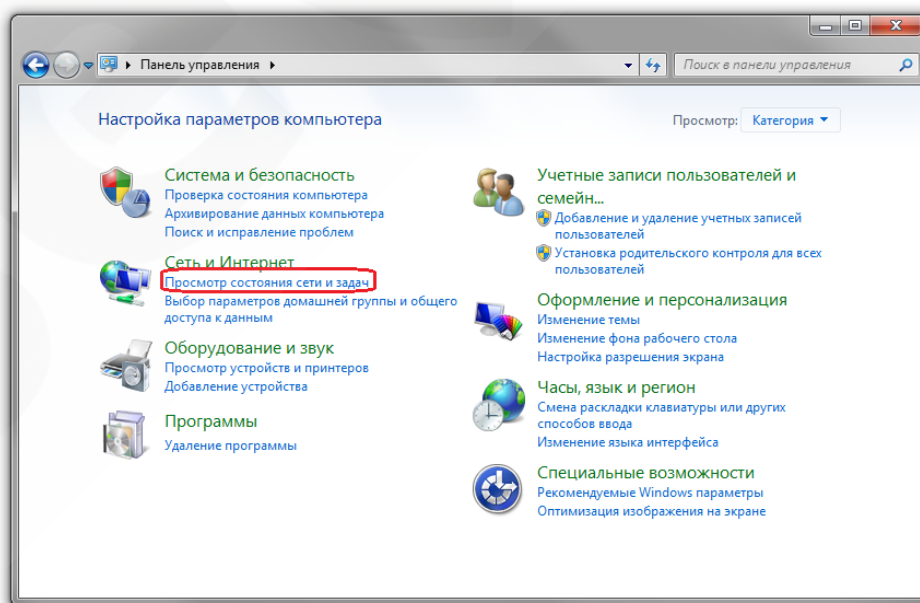 Панель управления
Поиск в панели управления
Настройка параметров компьютера
Просмотр: Категория
Система и безопасность
Проверка состояния компьютера
Архивирование данных компьютера
Поиск и исправление проблем
Сеть и Интернет
Просмотр состояния сети и задач
Выбор параметров домашней группы и общего
доступа к данным
Оборудование и звук
Просмотр устройств и принтеров
Добавление устройства
Программы
Удаление программы
Учетные записи пользователей и
семейн...
Добавление и удаление учетных записей
пользователей
Установка родительского контроля для всех
пользователей
Оформление и персонализация
Изменение темы
Изменение фона рабочего стола
Настройка разрешения экрана
Часы, язык и регион
Смена раскладки клавиатуры или других
способов ввода
Изменение языка интерфейса
Специальные возможности
Рекомендуемые Windows параметры
Оптимизация изображения на экране